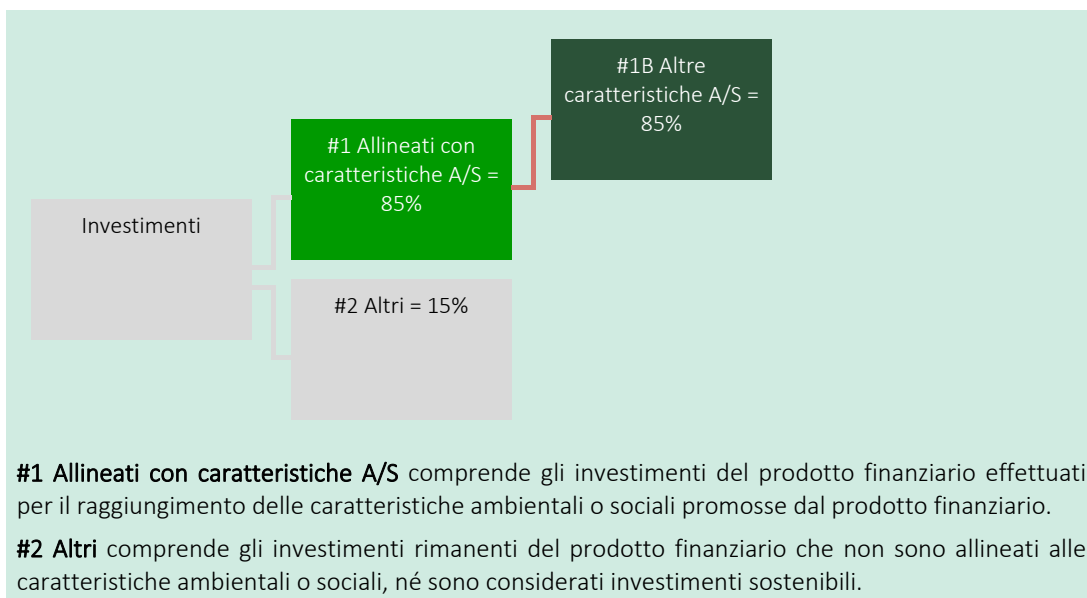 #1B Altre
caratteristiche A/S =
85%
#1 Allineati con
caratteristiche A/S =
85%
Investimenti
#2 Altri = 15%
#1 Allineati con caratteristiche A/S comprende gli investimenti del prodotto finanziario effettuati
per il raggiungimento delle caratteristiche ambientali o sociali promosse dal prodotto finanziario.
#2 Altri comprende gli investimenti rimanenti del prodotto finanziario che non sono allineati alle
caratteristiche ambientali o sociali, né sono considerati investimenti sostenibili.